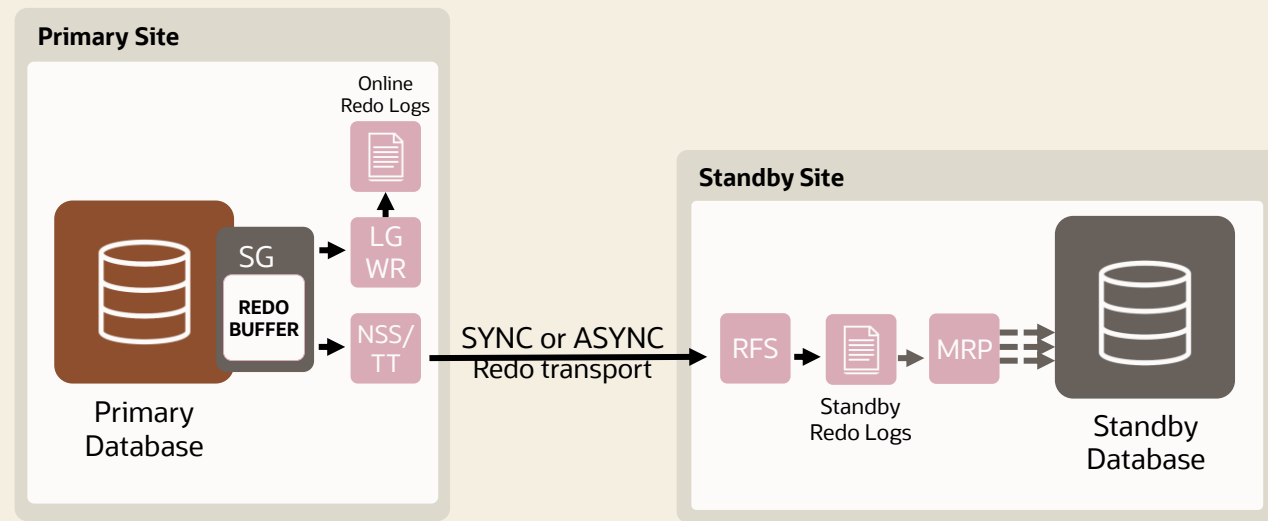 Primary Site
Online
Redo Logs
LG
WR
SG
REDO
BUFFER
NSS/
TT
Primary
Database
SYNC or ASYNC
Redo transport
Standby Site
RFS
MRP
Standby
Redo Logs
Standby
Database